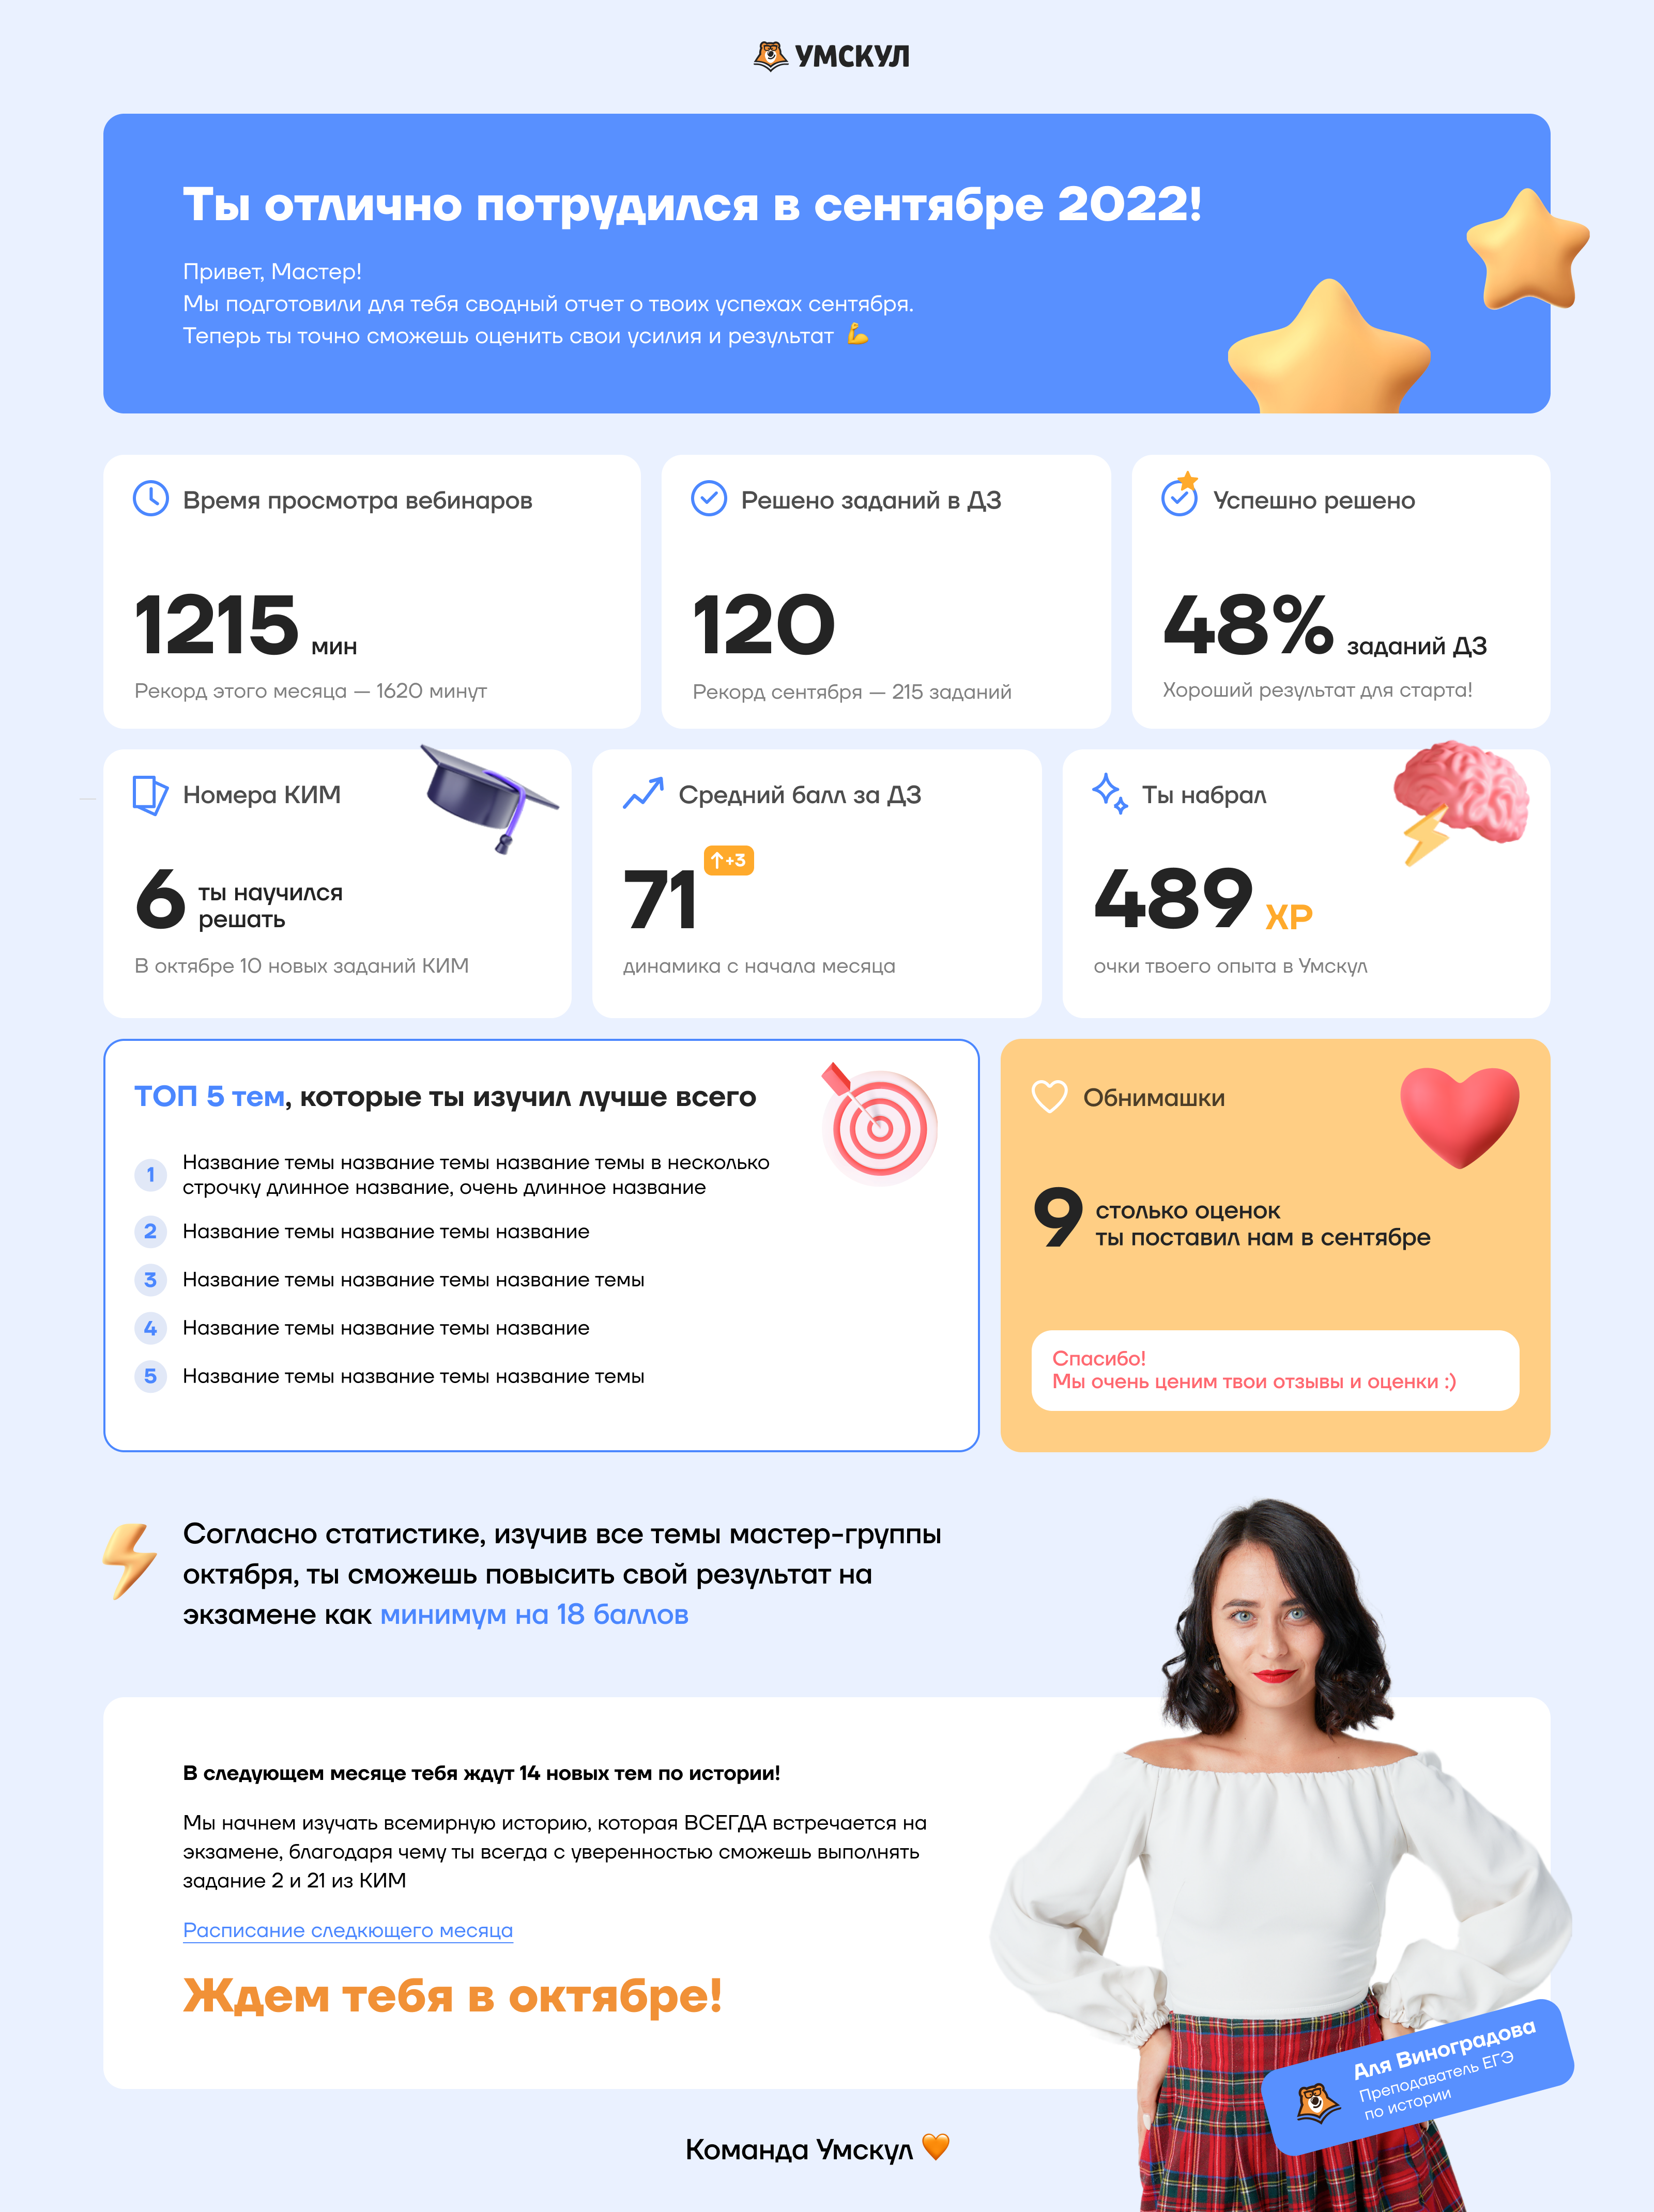 УМСКУЛ
Ты отлично потрудился в сентябре 2022!
Привет, Мастер!
Мы подготовили для тебя сводный отчет о твоих успехах сентября.
Теперь ты точно сможешь оценить свои усилия и результат 💪
Время просмотра вебинаров
1215 мин
Рекорд этого месяца — 1620 минут
Решено заданий в ДЗ
120
Рекорд сентября — 215 заданий
Успешно решено
48% заданий ДЗ
Хороший результат для старта!
Номера КИМ
6 ты научился
решать
В октябре 10 новых заданий КИМ
Средний балл за ДЗ
71 ↑+3
динамика с начала месяца
Ты набрал
489 XP
очки твоего опыта в Умскул
ТОП 5 тем, которые ты изучил лучше всего
1 Название темы название темы название темы в несколько
строчку длинное название, очень длинное название
2 Название темы название темы название
3 Название темы название темы название темы
4 Название темы название темы название
5 Название темы название темы название темы
Обнимашки
9 столько оценок
ты поставил нам в сентябре
Спасибо!
Мы очень ценим твои отзывы и оценки :)
Согласно статистике, изучив все темы мастер-группы
октября, ты сможешь повысить свой результат на
экзамене как минимум на 18 баллов
В следующем месяце тебя ждут 14 новых тем по истории!
Мы начнем изучать всемирную историю, которая ВСЕГДА встречается на
экзамене, благодаря чему ты всегда с уверенностью сможешь выполнять
задание 2 и 21 из КИМ
Расписание следкющего месяца
Ждем тебя в октябре!
Аля Виноградова
Преподаватель ЕГЭ
по истории
Команда Умскул 🧡